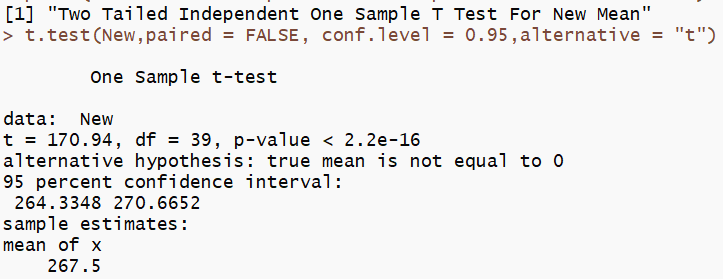 [1] "Two Tailed Independent One Sample T Test For New Mean"
> t.test(New,paired = FALSE, conf.level = 0.95,alternative = "t")
One Sample t-test
data:  New
t = 170.94, df = 39, p-value < 2.2e-16
alternative hypothesis: true mean is not equal to 0
95 percent confidence interval:
264.3348 270.6652
sample estimates:
mean of x
267.5